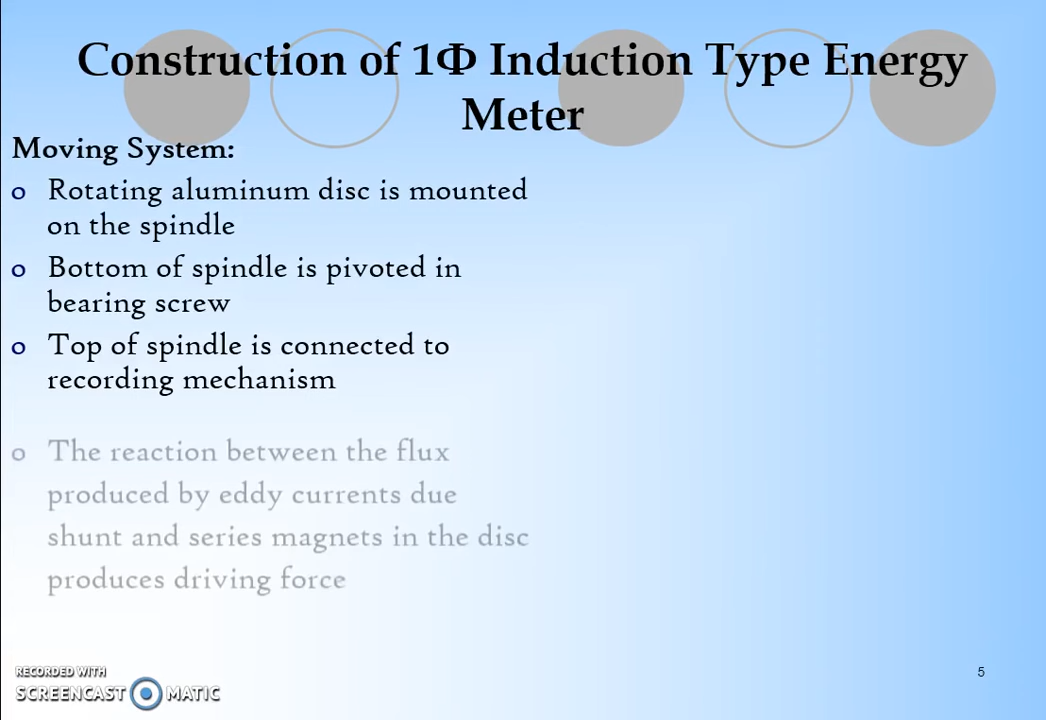 Construction of 1Φ Induction Type Energy
Meter
Moving System:
o Rotating aluminum disc is mounted
on the spindle
o Bottom of spindle is pivoted in
bearing screw
o Top of spindle is connected to
recording mechanism
o The reaction between the flux
produced by eddy currents due
shunt and series magnets in the disc
produces driving force
RECORDED WITH
SCREENCAST MATIC
5